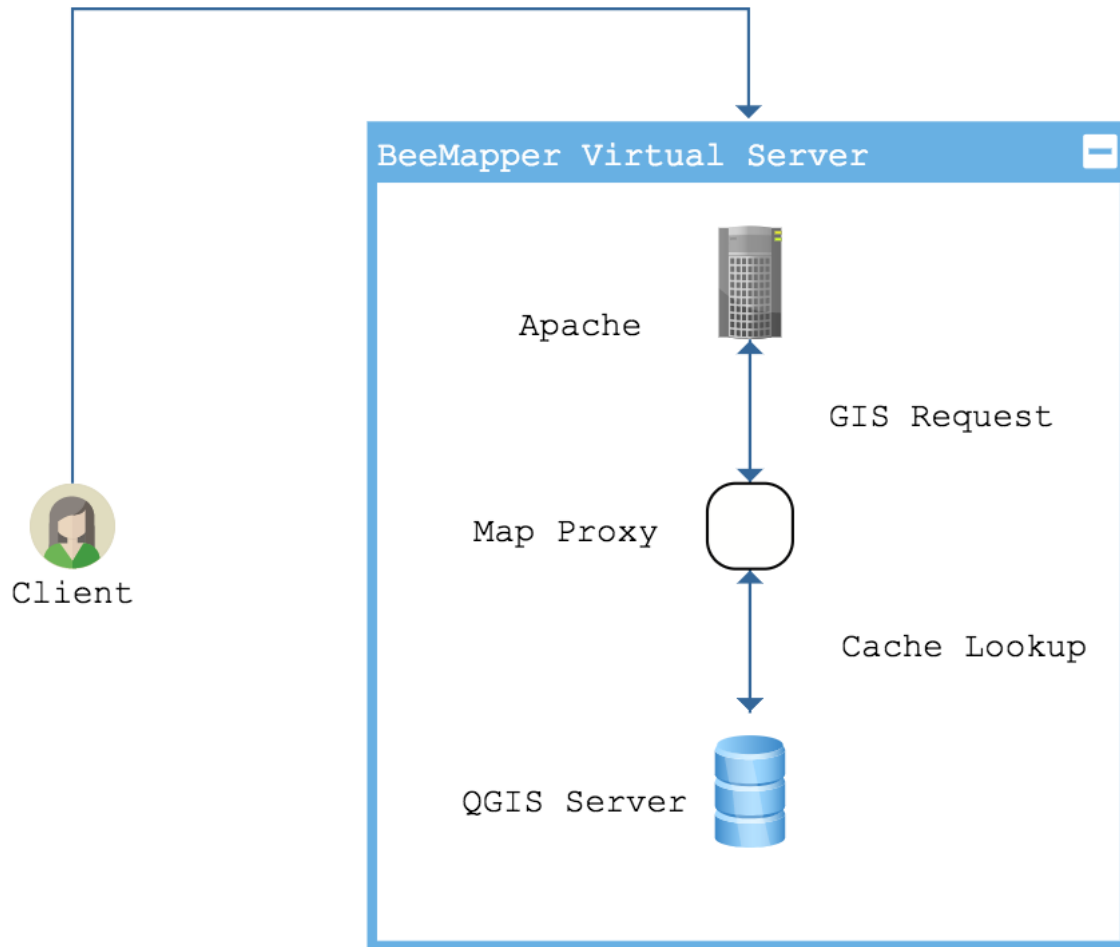 BeeMapper Virtual Server
Apache
GIS Request
Map Proxy
Client
Cache Lookup
QGIS Server